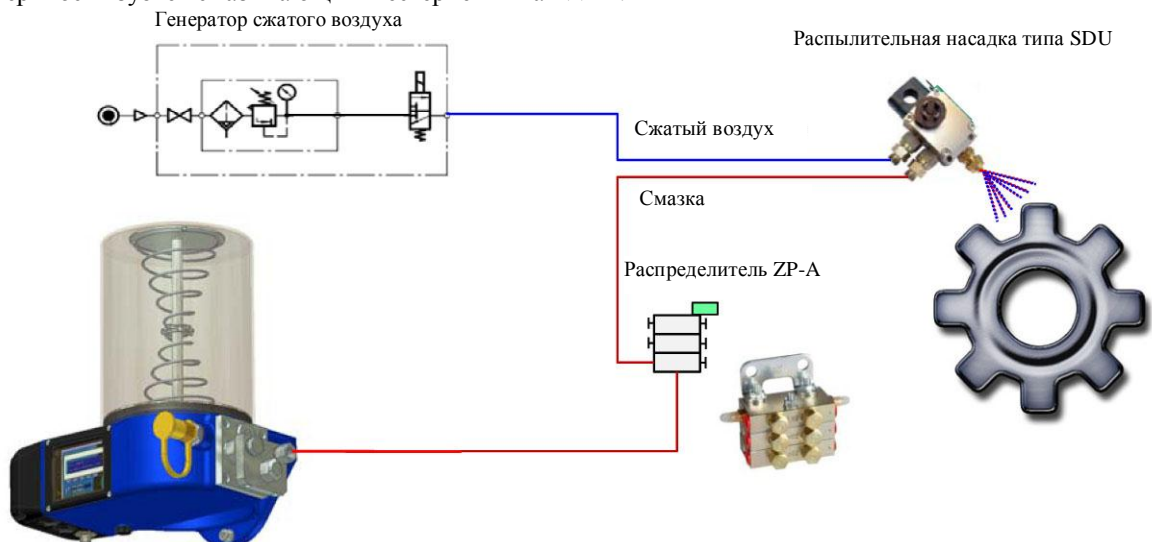 Генератор сжатого воздуха
Распылительная насадка типа SDU
Сжатый воздух
Смазка
Распределитель ZP-A